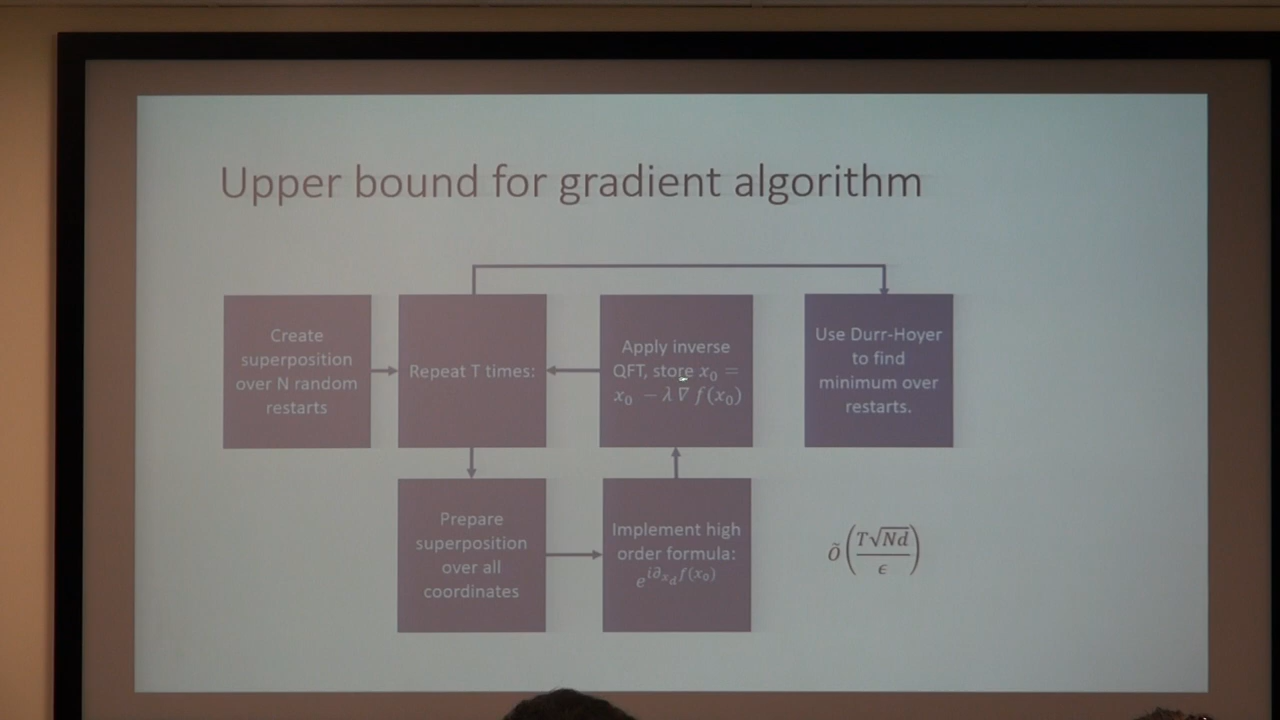 Upper bound for gradient algorithm
Create
superposition
over N random
restarts
Repeat T times:
Apply inverse
QFT, store x₀ =
x₀ − λ ∇ f(x₀)
Use Durr-Hoyer
to find
minimum over
restarts.
Prepare
superposition
over all
coordinates
Implement high
order formula:
e^{i∂_{x_d} f(x₀)}
Õ(T√(Nd)/ϵ)